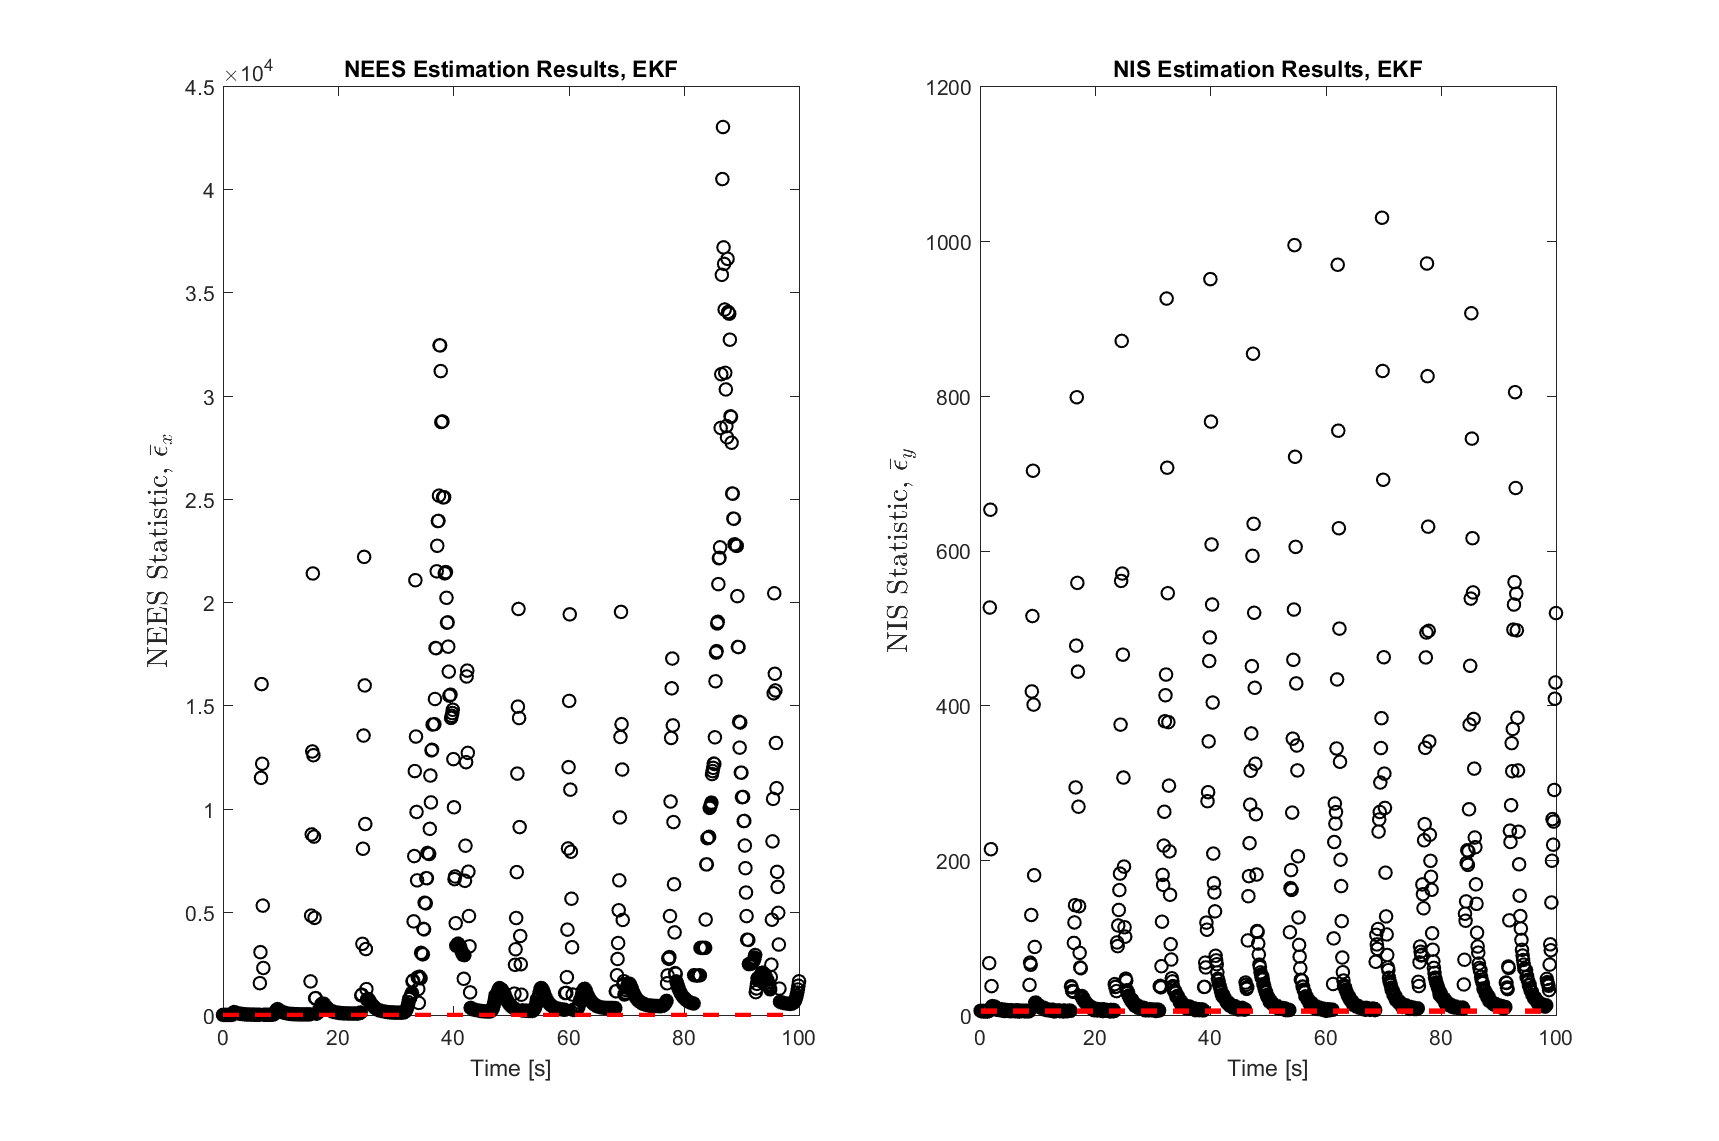 NEES Estimation Results, EKF
×10⁴
4.5
4
3.5
3
2.5
2
1.5
1
0.5
0
NEES Statistic, ϵ̄ₓ
0 20 40 60 80 100
Time [s]
NIS Estimation Results, EKF
1200
1000
800
600
400
200
0
NIS Statistic, ϵ̄_y
0 20 40 60 80 100
Time [s]